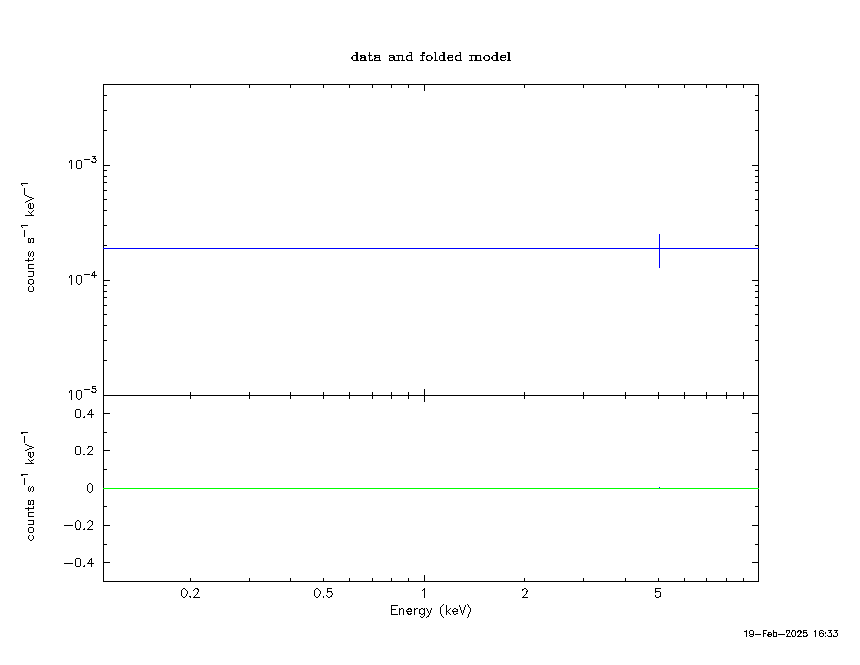 data and folded model
10⁻³
10⁻⁴
10⁻⁵
counts s⁻¹ keV⁻¹
0.4
0.2
0
−0.2
−0.4
counts s⁻¹ keV⁻¹
0.2 0.5 1 2 5
Energy (keV)
19−Feb−2025 16:33